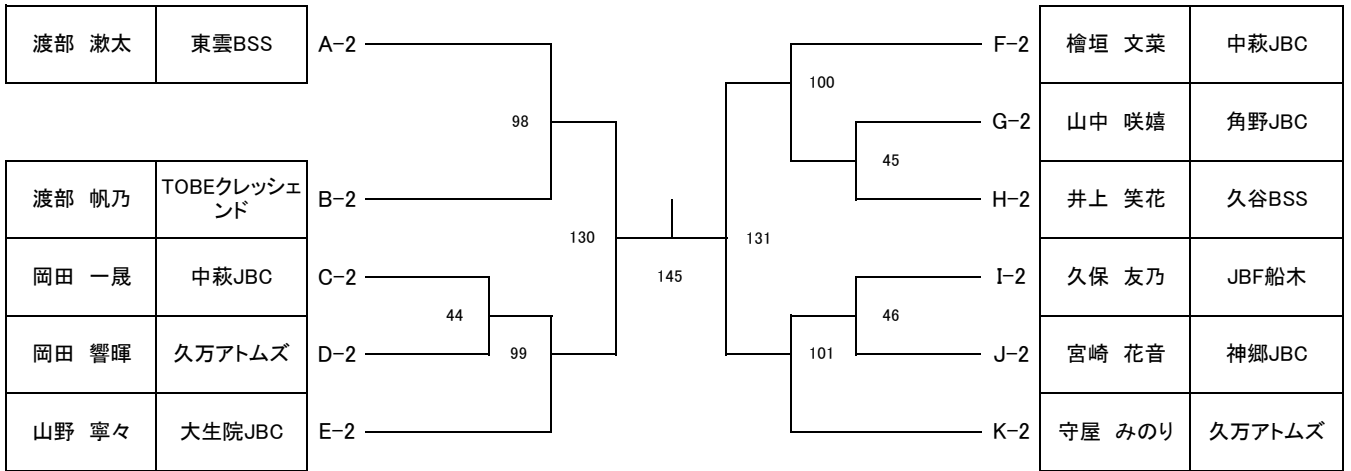 渡部 漱太 東雲BSS A-2
98
渡部 帆乃 TOBEクレッシェ
ンド B-2
130
岡田 一晟 中萩JBC C-2
44
岡田 響暉 久万アトムズ D-2
99
山野 寧々 大生院JBC E-2
145
F-2 檜垣 文菜 中萩JBC
100
G-2 山中 咲嬉 角野JBC
45
H-2 井上 笑花 久谷BSS
131
I-2 久保 友乃 JBF船木
46
J-2 宮崎 花音 神郷JBC
101
K-2 守屋 みのり 久万アトムズ